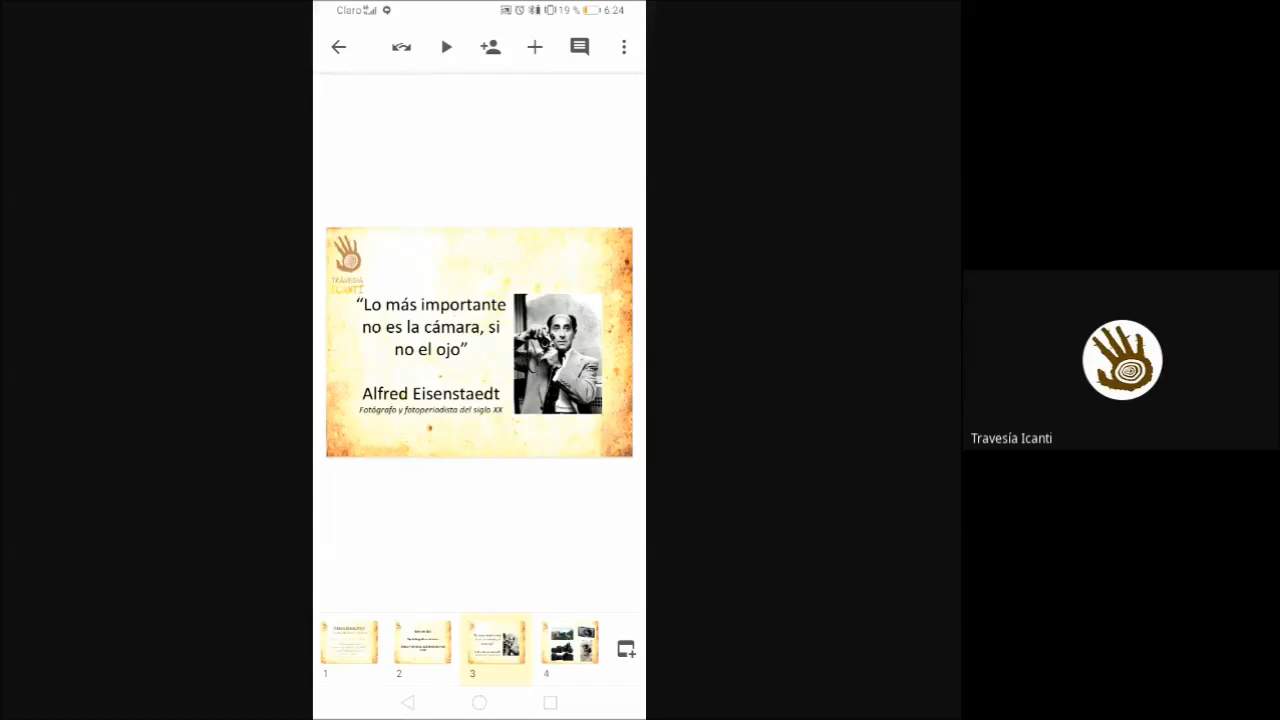 Claro 19 % 6:24
TRAVESÍA
ICANTI
“Lo más importante
no es la cámara, si
no el ojo”
Alfred Eisenstaedt
Fotógrafo y fotoperiodista del siglo XX
Travesía Icanti
1 2 3 4